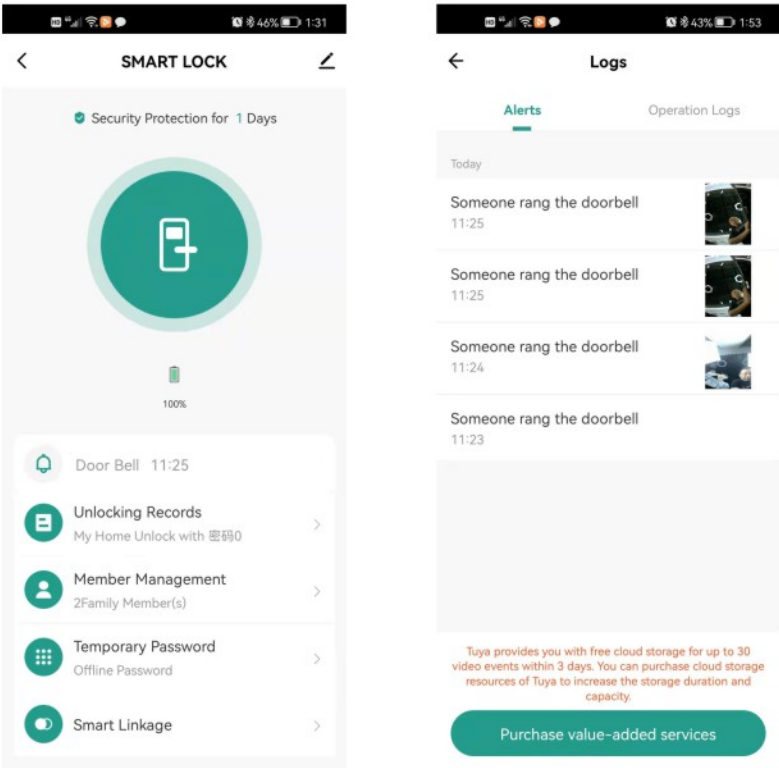 HD 46% 1:31
SMART LOCK
Security Protection for 1 Days
100%
Door Bell 11:25
Unlocking Records
My Home Unlock with 密码0
Member Management
2Family Member(s)
Temporary Password
Offline Password
Smart Linkage
HD 43% 1:53
Logs
Alerts Operation Logs
Today
Someone rang the doorbell
11:25
Someone rang the doorbell
11:25
Someone rang the doorbell
11:24
Someone rang the doorbell
11:23
Tuya provides you with free cloud storage for up to 30
video events within 3 days. You can purchase cloud storage
resources of Tuya to increase the storage duration and
capacity.
Purchase value-added services